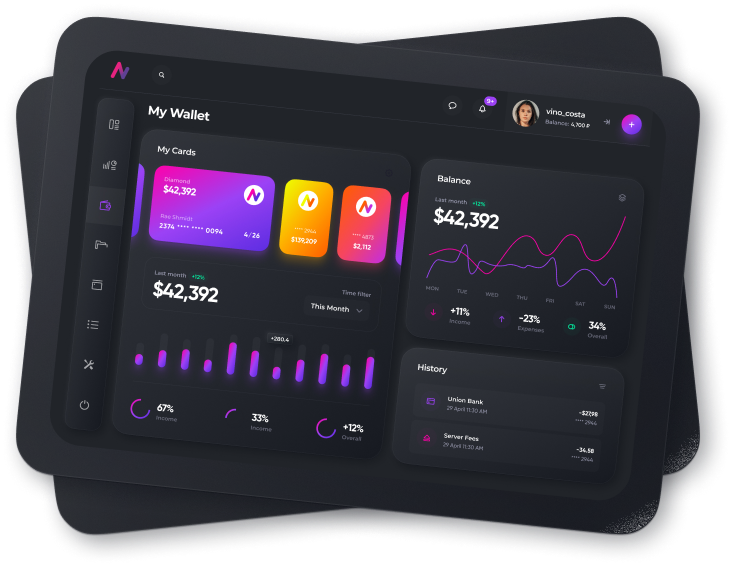 9+
vino_costa
Balance: 4,700 ₽
My Wallet
My Cards
Diamond
$42,392
Rae Shmidt
2374 **** **** 0094
4/26
**** 2944
$139,209
**** 4873
$2,112
Last month +12%
$42,392
Time filter
This Month
+280,4
67%
Income
33%
Income
+12%
Overall
Balance
Last month +12%
$42,392
MON TUE WED THU FRI SAT SUN
+11%
Income
-23%
Expenses
34%
Overall
History
Union Bank
29 April 11:30 AM
**** 2944
Server Fees
29 April 11:30 AM
-34.58
**** 2944